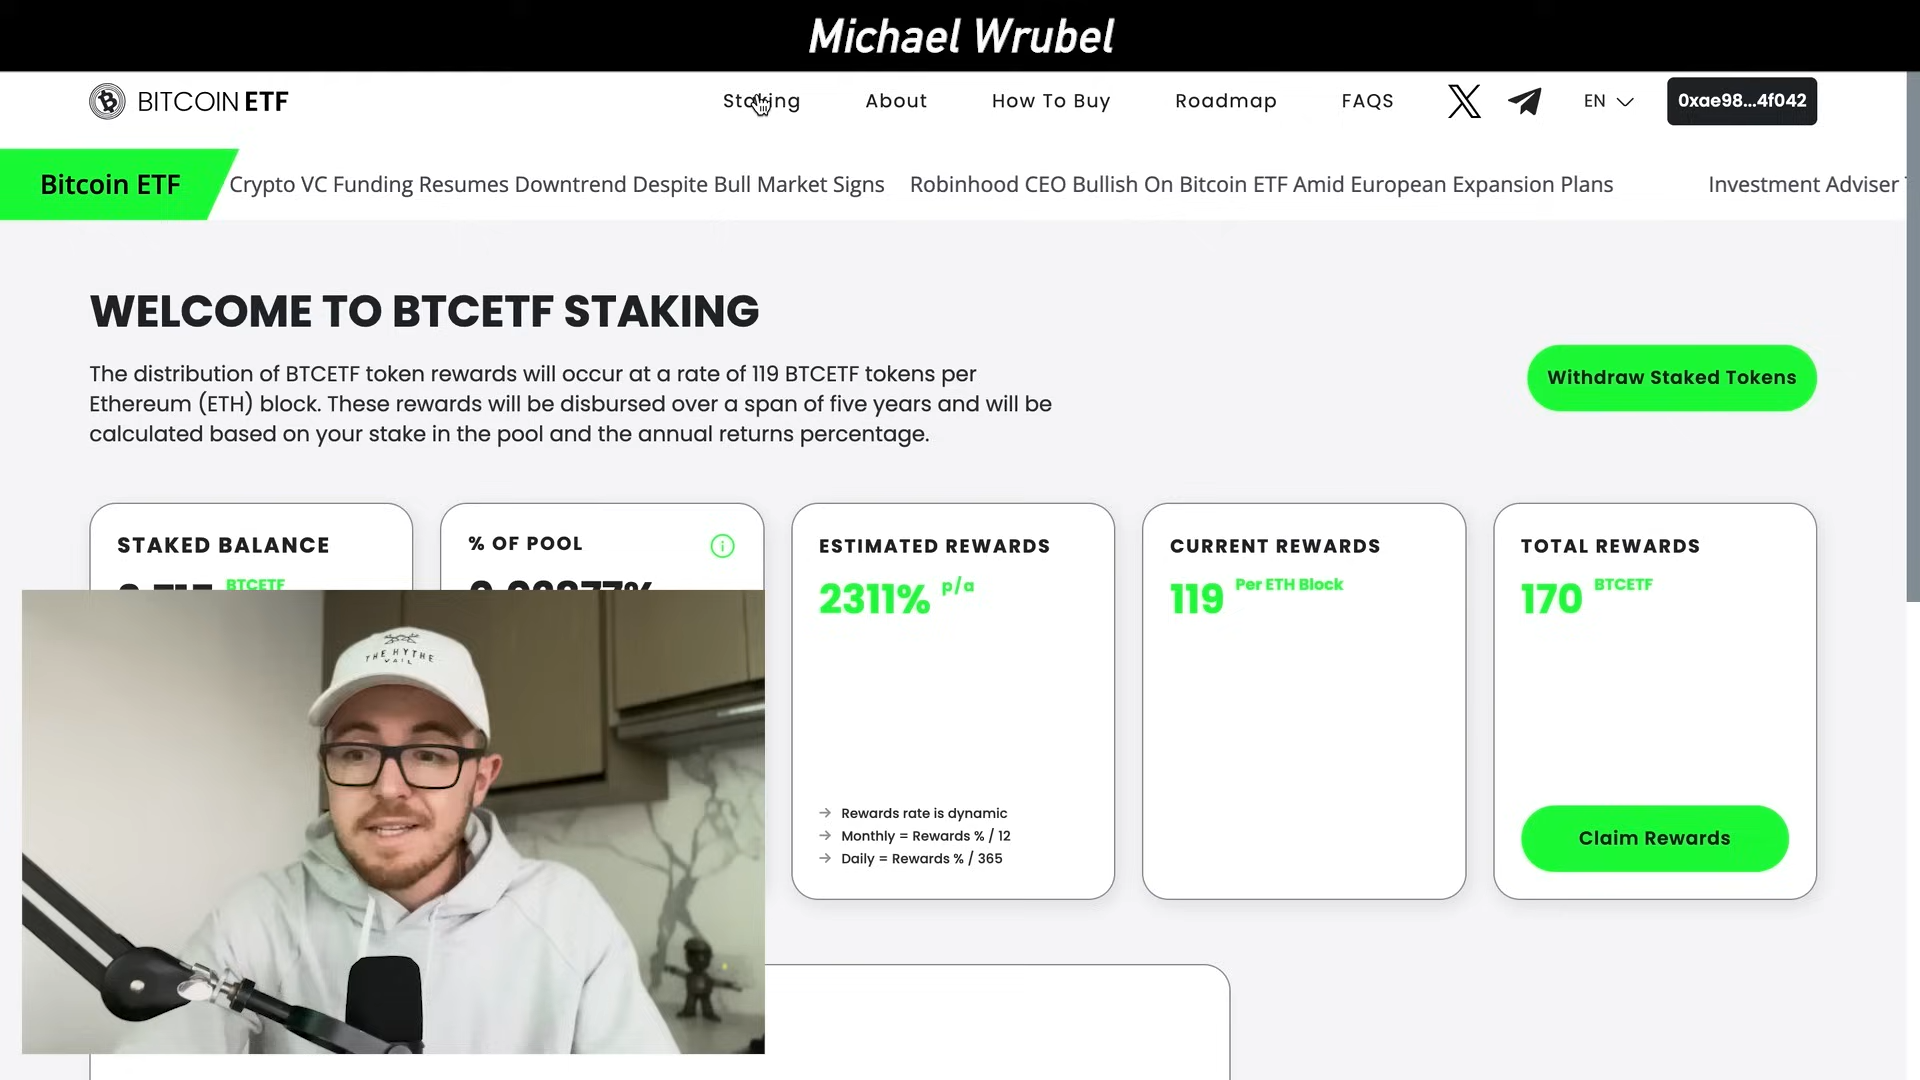 Michael Wrubel
BITCOIN ETF
Staking
About
How To Buy
Roadmap
FAQS
EN
0xae98...4f042
Bitcoin ETF
Crypto VC Funding Resumes Downtrend Despite Bull Market Signs
Robinhood CEO Bullish On Bitcoin ETF Amid European Expansion Plans
Investment Adviser
WELCOME TO BTCETF STAKING
The distribution of BTCETF token rewards will occur at a rate of 119 BTCETF tokens per
Ethereum (ETH) block. These rewards will be disbursed over a span of five years and will be
calculated based on your stake in the pool and the annual returns percentage.
Withdraw Staked Tokens
STAKED BALANCE
BTCETF
% OF POOL
ESTIMATED REWARDS
2311% p/a
Rewards rate is dynamic
Monthly = Rewards % / 12
Daily = Rewards % / 365
CURRENT REWARDS
119 Per ETH Block
TOTAL REWARDS
170 BTCETF
Claim Rewards
THE HYTHE
VAIL